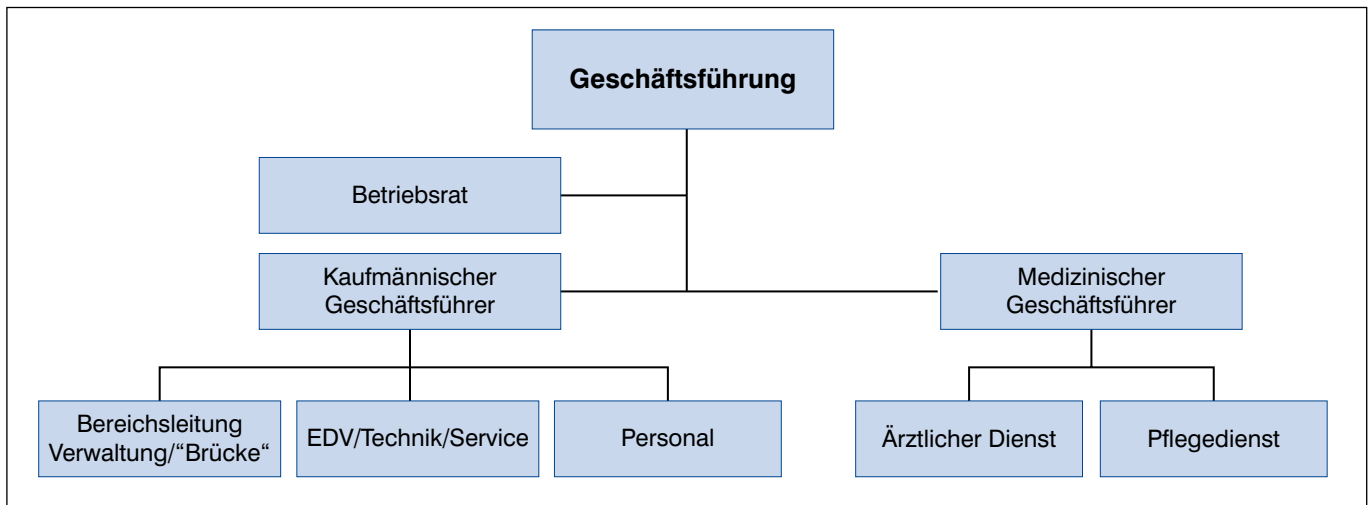 Geschäftsführung
Betriebsrat
Kaufmännischer
Geschäftsführer
Medizinischer
Geschäftsführer
Bereichsleitung
Verwaltung/“Brücke“
EDV/Technik/Service
Personal
Ärztlicher Dienst
Pflegedienst